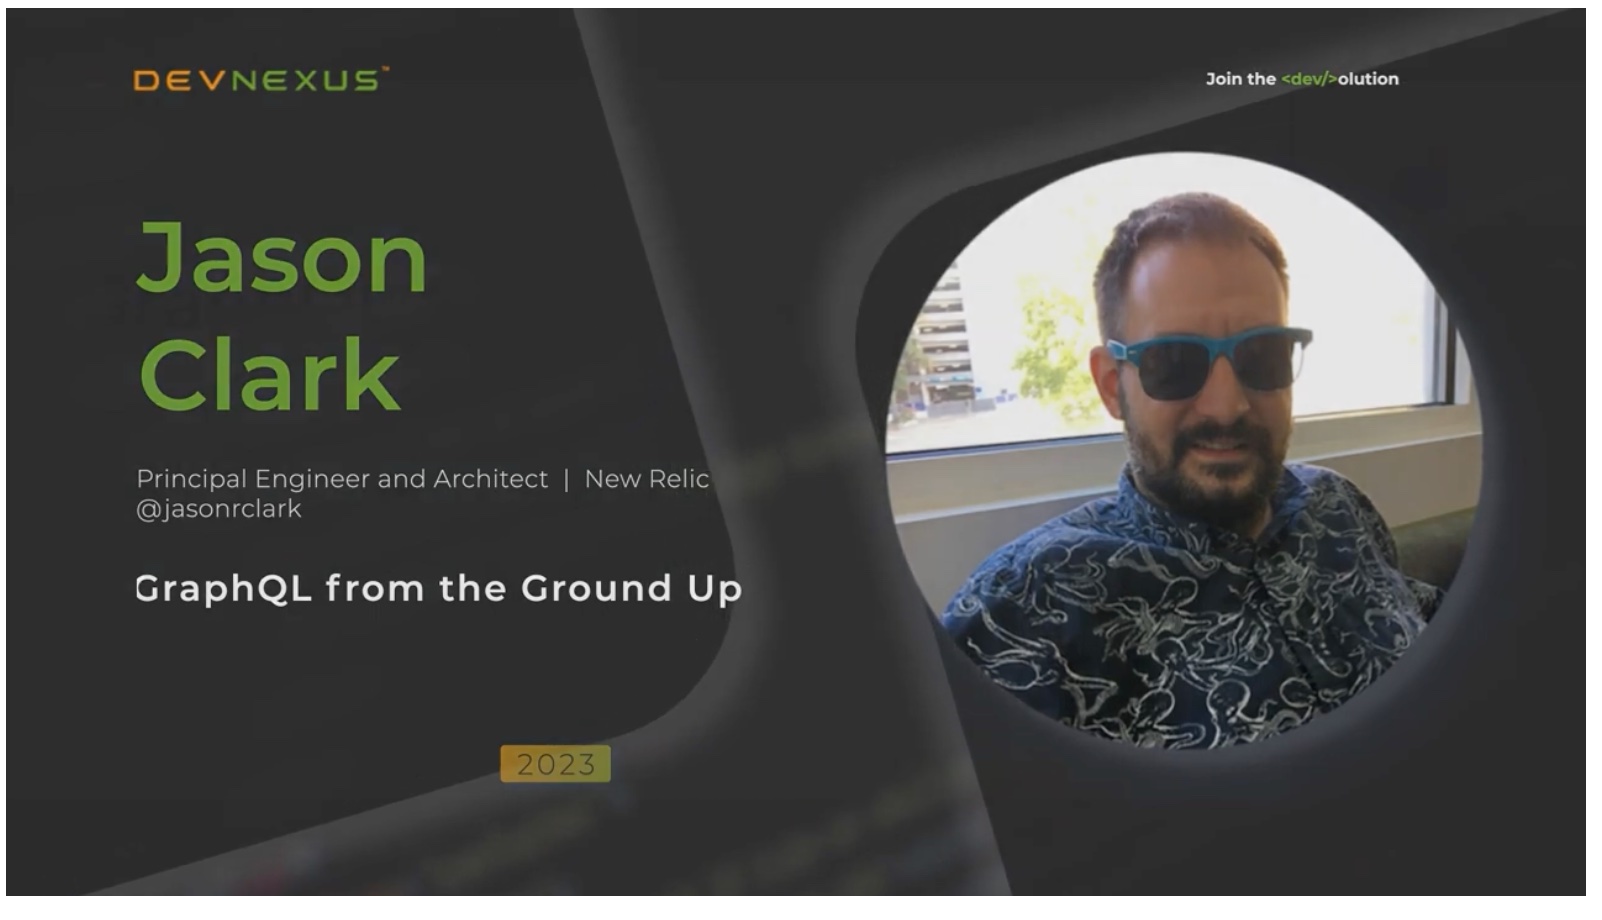 DEVNEXUS™
Join the <dev/>olution
Jason
Clark
Principal Engineer and Architect | New Relic
@jasonrclark
GraphQL from the Ground Up
2023